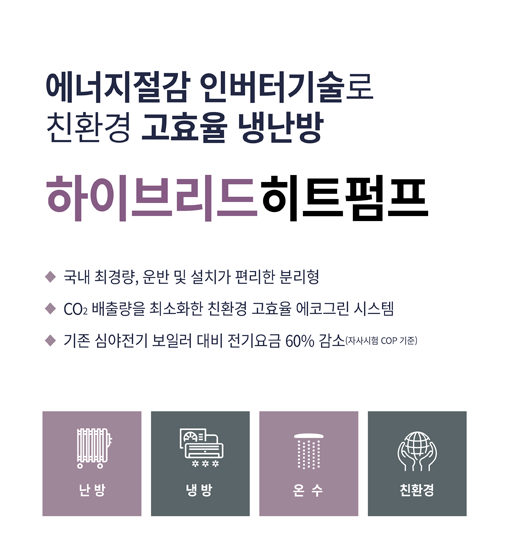 에너지절감 인버터기술로
친환경 고효율 냉난방
하이브리드히트펌프
국내 최경량, 운반 및 설치가 편리한 분리형
CO₂ 배출량을 최소화한 친환경 고효율 에코그린 시스템
기존 심야전기 보일러 대비 전기요금 60% 감소(자사시험 COP 기준)
난 방
냉 방
온 수
친환경